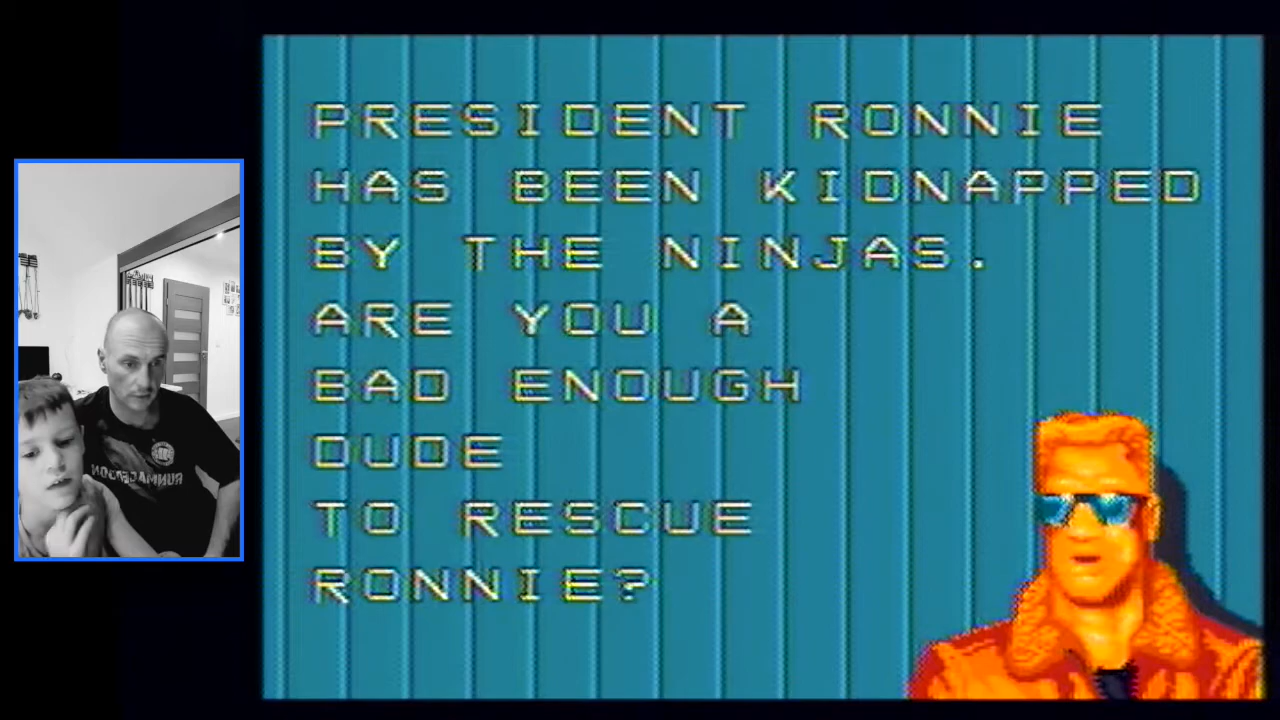 PRESIDENT RONNIE
HAS BEEN KIDNAPPED
BY THE NINJAS.
ARE YOU A
BAD ENOUGH
DUDE
TO RESCUE
RONNIE?